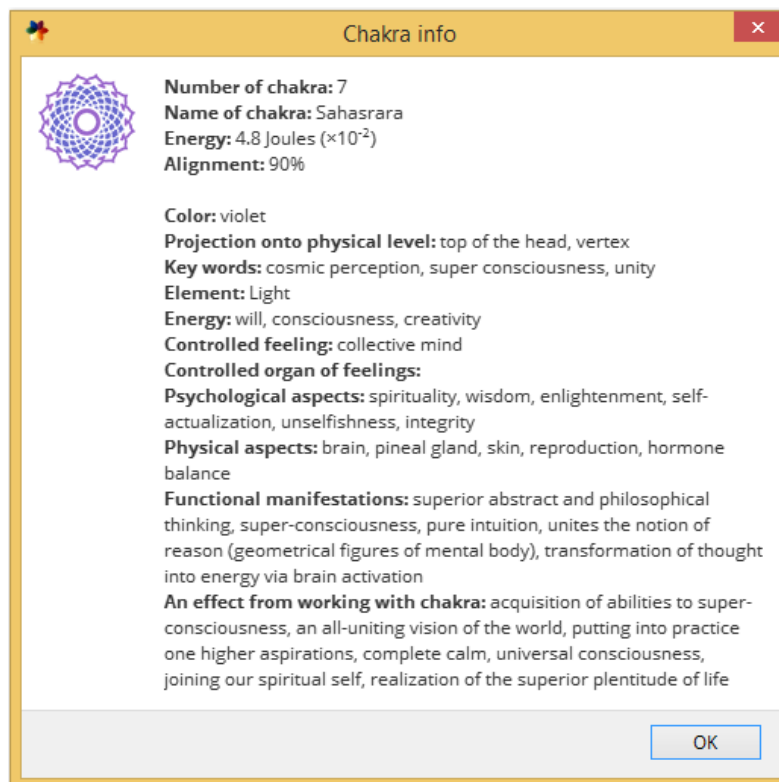 Chakra info
Number of chakra: 7
Name of chakra: Sahasrara
Energy: 4.8 Joules (×10⁻²)
Alignment: 90%
Color: violet
Projection onto physical level: top of the head, vertex
Key words: cosmic perception, super consciousness, unity
Element: Light
Energy: will, consciousness, creativity
Controlled feeling: collective mind
Controlled organ of feelings:
Psychological aspects: spirituality, wisdom, enlightenment, self-
actualization, unselfishness, integrity
Physical aspects: brain, pineal gland, skin, reproduction, hormone
balance
Functional manifestations: superior abstract and philosophical
thinking, super-consciousness, pure intuition, unites the notion of
reason (geometrical figures of mental body), transformation of thought
into energy via brain activation
An effect from working with chakra: acquisition of abilities to super-
consciousness, an all-uniting vision of the world, putting into practice
one higher aspirations, complete calm, universal consciousness,
joining our spiritual self, realization of the superior plentitude of life
OK